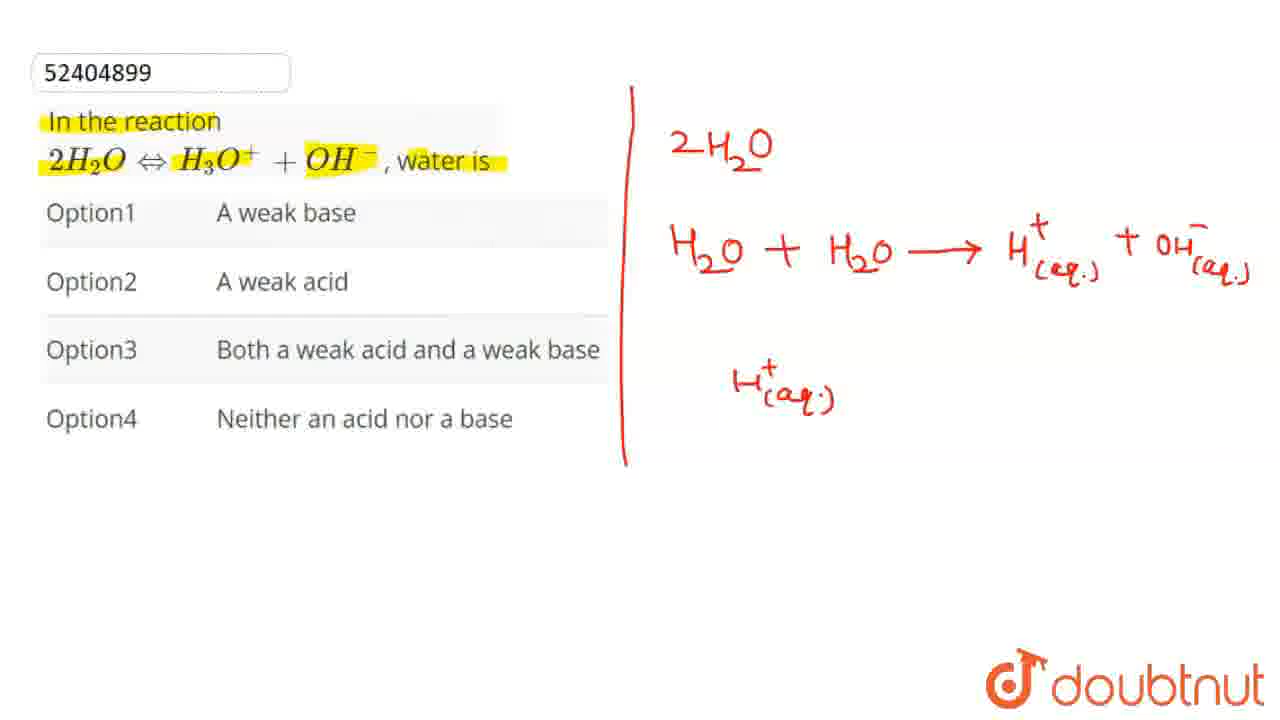 52404899
In the reaction
2H₂O ⇔ H₃O⁺ + OH⁻, water is
Option1 A weak base
Option2 A weak acid
Option3 Both a weak acid and a weak base
Option4 Neither an acid nor a base
2H₂O
H₂O + H₂O ⟶ H⁺(aq.) + OH⁻(aq.)
H⁺(aq.)
doubtnut